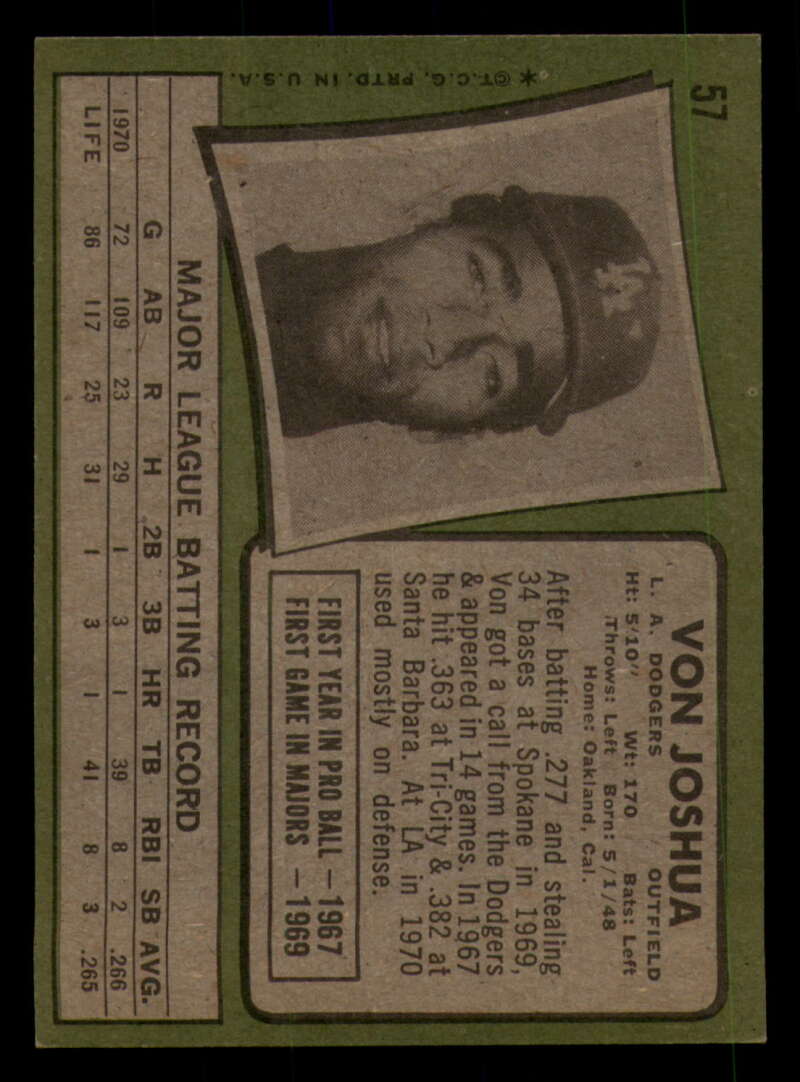 57
✶ ©T.C.G. PRTD. IN U.S.A.
LA
VON JOSHUA
L. A. DODGERS OUTFIELD
Ht: 5'10" Wt: 170 Bats: Left
Throws: Left Born: 5/1/48
Home: Oakland, Cal.
After batting .277 and stealing
34 bases at Spokane in 1969,
Von got a call from the Dodgers
& appeared in 14 games. In 1967
he hit .363 at Tri-City & .382 at
Santa Barbara. At LA in 1970
used mostly on defense.
FIRST YEAR IN PRO BALL — 1967
FIRST GAME IN MAJORS — 1969
MAJOR LEAGUE BATTING RECORD
G AB R H 2B 3B HR TB RBI SB AVG.
1970 72 109 23 29 1 3 1 39 8 2 .266
LIFE 86 117 25 31 1 3 1 41 8 3 .265